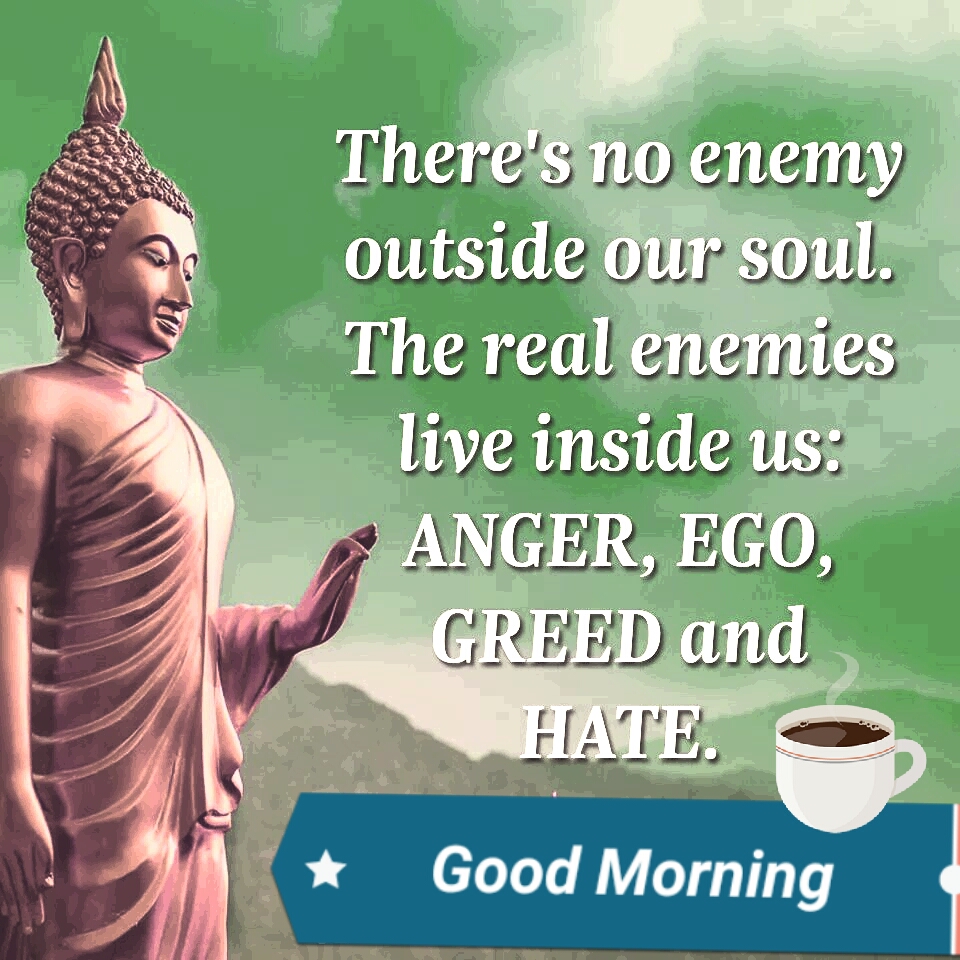 There's no enemy
outside our soul.
The real enemies
live inside us:
ANGER, EGO,
GREED and
HATE.
Good Morning